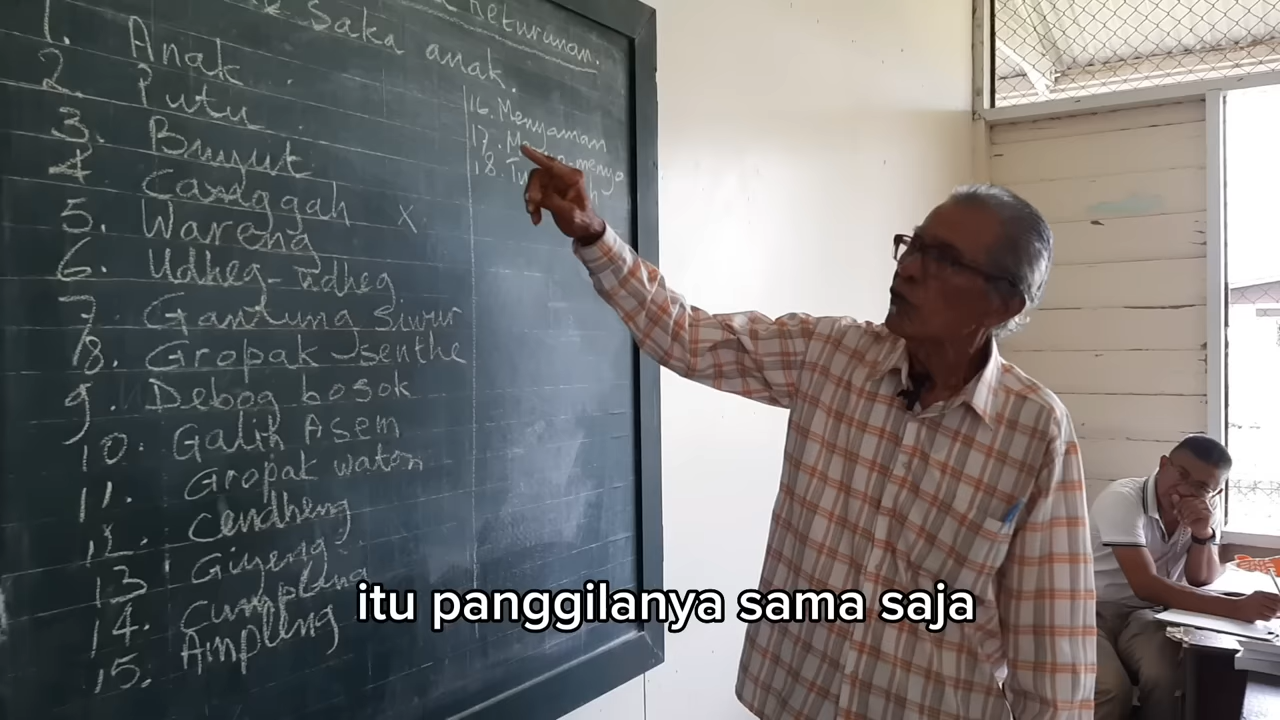 keturunan.
saka anak.
1. Anak
2. Putu
3. Buyut
4. Canggah x
5. Wareng
6. Udheg-udheg
7. Gantung Siwur
8. Gropak Senthe
9. Debog bosok
10. Galih Asem
11. Gropak waton
12. Cendheng
13. Giyeng
14. Cumpleng
15. Ampleng
16. Menyaman
17.
18.
itu panggilanya sama saja